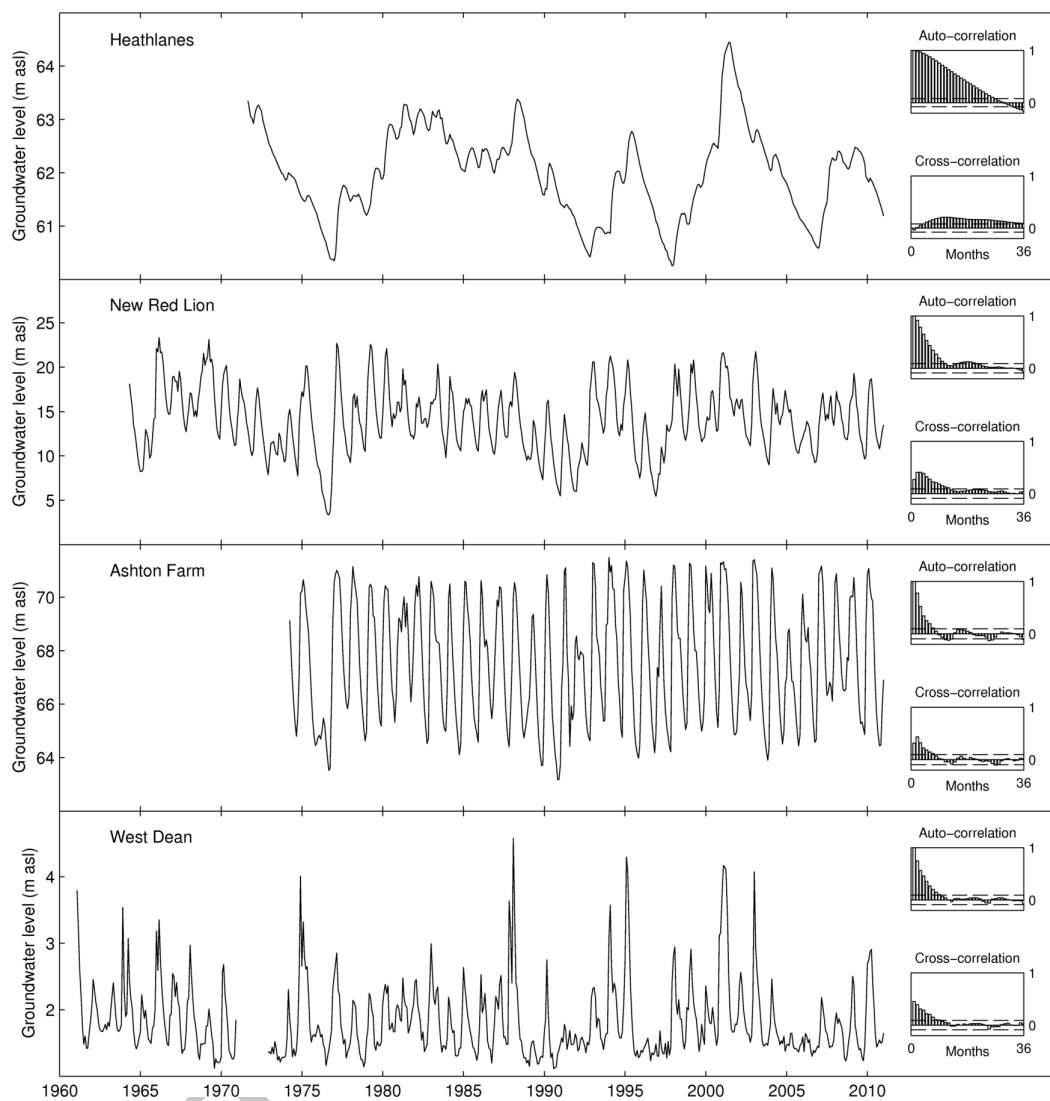 Heathlanes
Groundwater level (m asl)
64
63
62
61
Auto-correlation
1
0
Cross-correlation
1
0
0
36
Months
New Red Lion
Groundwater level (m asl)
25
20
15
10
5
Auto-correlation
1
0
Cross-correlation
1
0
0
36
Months
Ashton Farm
Groundwater level (m asl)
70
68
66
64
Auto-correlation
1
0
Cross-correlation
1
0
0
36
Months
West Dean
Groundwater level (m asl)
4
3
2
Auto-correlation
1
0
Cross-correlation
1
0
0
36
Months
1960 1965 1970 1975 1980 1985 1990 1995 2000 2005 2010